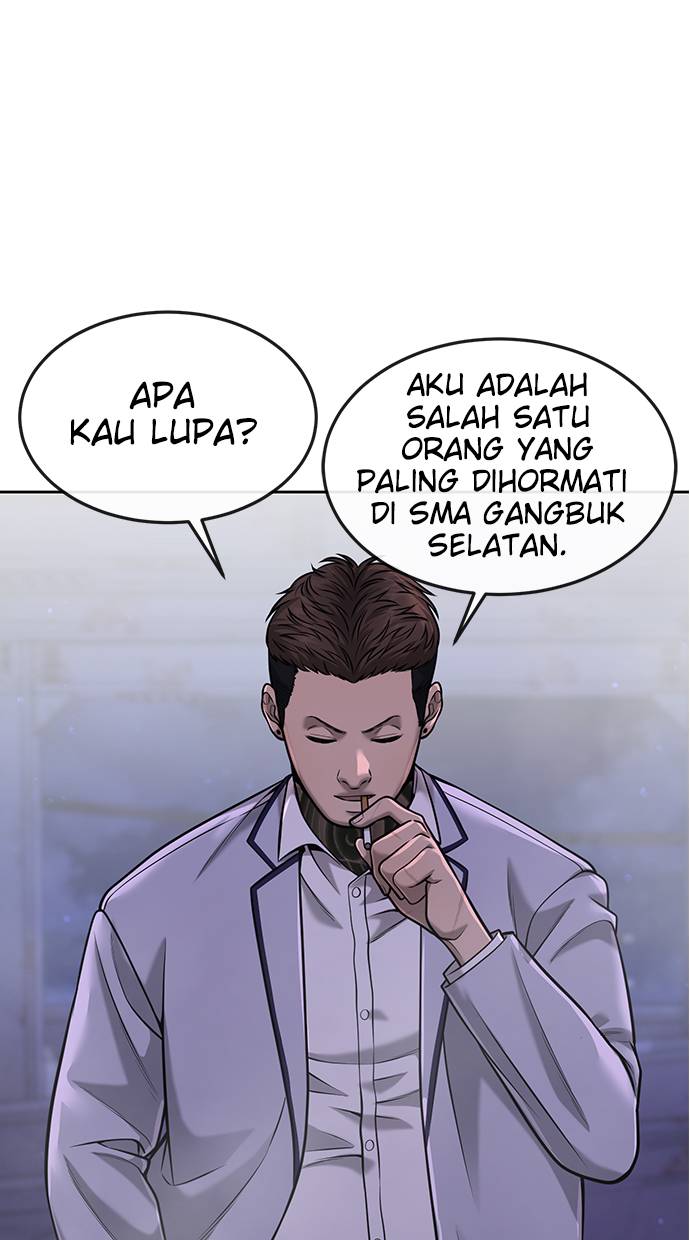 APA
KAU LUPA?
AKU ADALAH
SALAH SATU
ORANG YANG
PALING DIHORMATI
DI SMA GANGBUK
SELATAN.